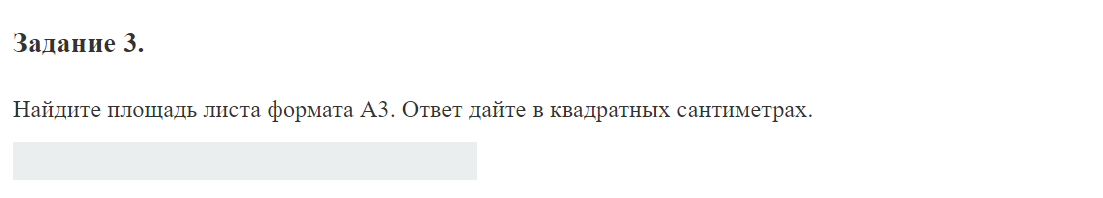 Задание 3.
Найдите площадь листа формата А3. Ответ дайте в квадратных сантиметрах.